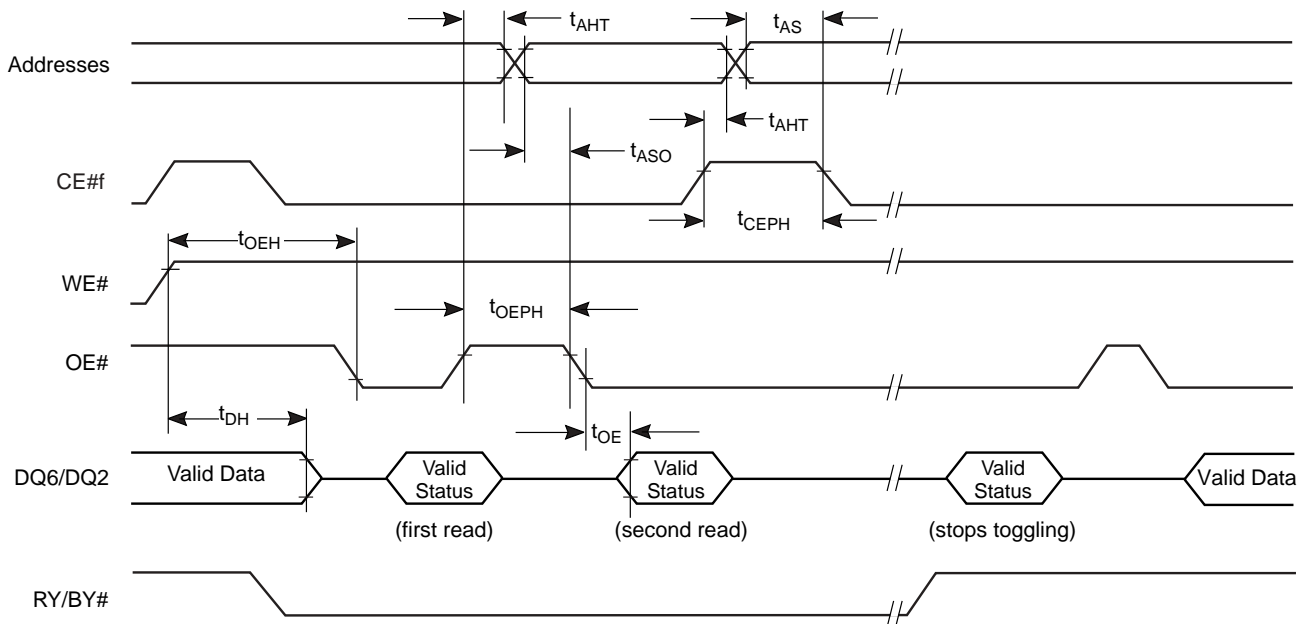 tAHT
tAS
Addresses
tAHT
tASO
CE#f
tCEPH
tOEH
WE#
tOEPH
OE#
tDH
tOE
DQ6/DQ2
Valid Data
Valid
Status
Valid
Status
Valid
Status
Valid Data
(first read)
(second read)
(stops toggling)
RY/BY#